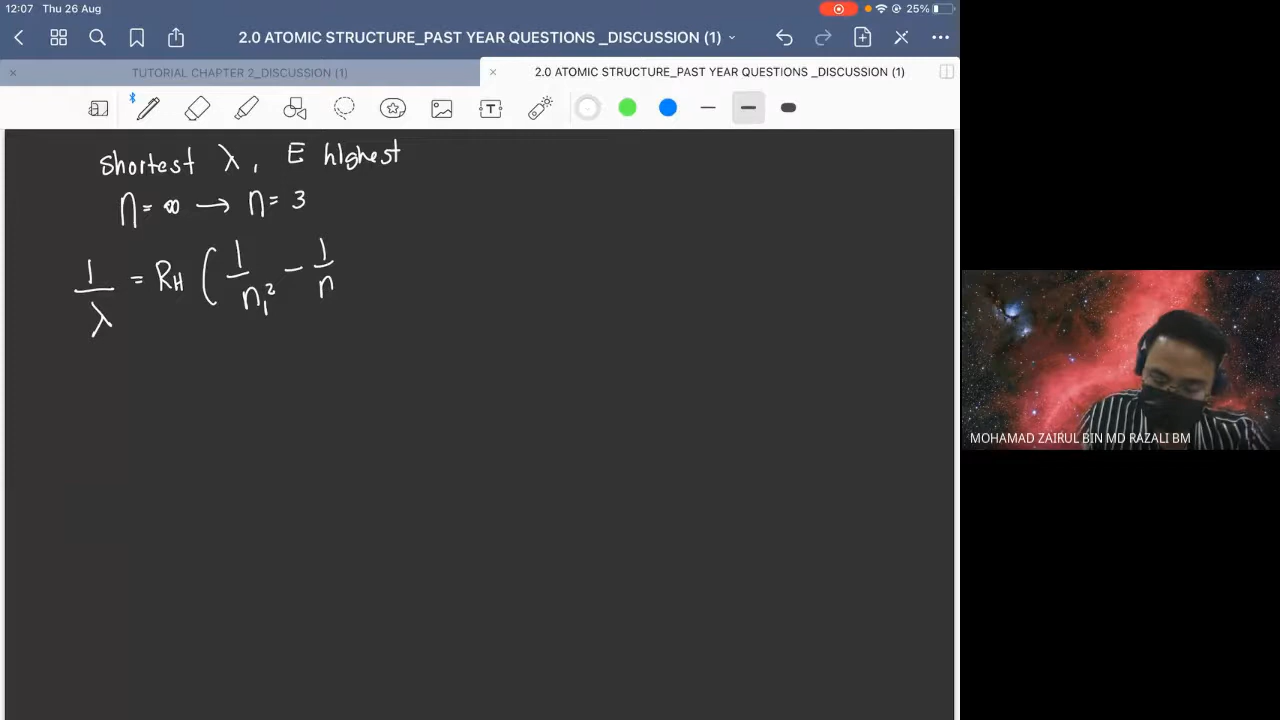 12:07 Thu 26 Aug
25%
2.0 ATOMIC STRUCTURE_PAST YEAR QUESTIONS _DISCUSSION (1)
TUTORIAL CHAPTER 2_DISCUSSION (1)
2.0 ATOMIC STRUCTURE_PAST YEAR QUESTIONS _DISCUSSION (1)
shortest λ, E highest
n = ∞ → n = 3
1/λ = RH ( 1/n₁² − 1/n
MOHAMAD ZAIRUL BIN MD RAZALI BM